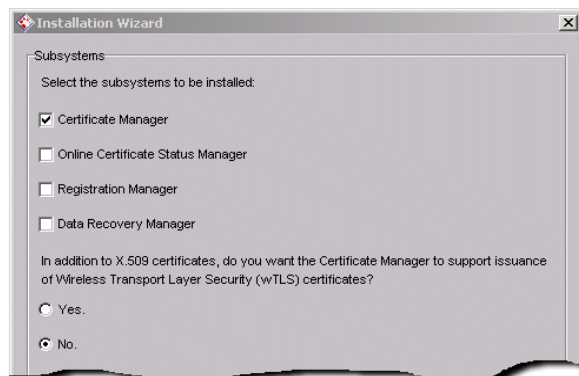 Installation Wizard
Subsystems
Select the subsystems to be installed:
Certificate Manager
Online Certificate Status Manager
Registration Manager
Data Recovery Manager
In addition to X.509 certificates, do you want the Certificate Manager to support issuance
of Wireless Transport Layer Security (wTLS) certificates?
Yes.
No.